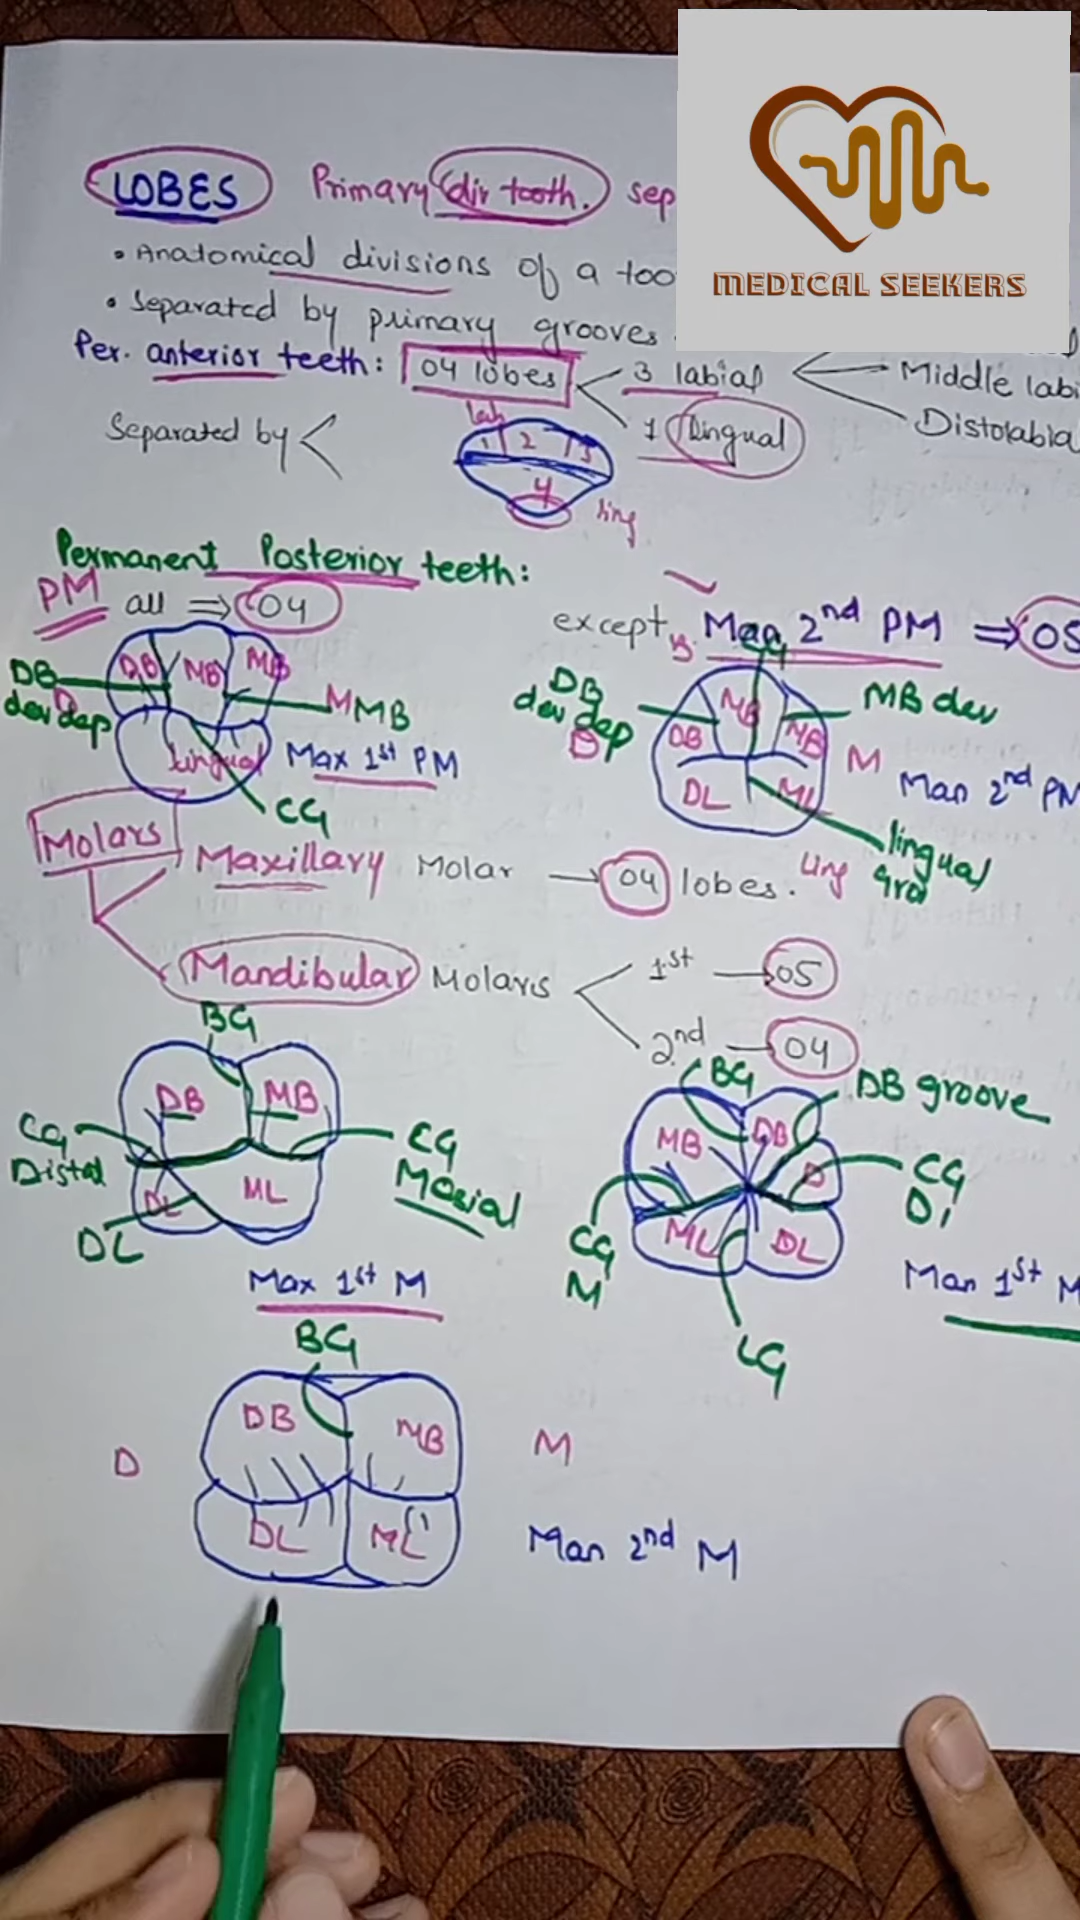 MEDICAL SEEKERS
LOBES Primary div tooth. sep
• Anatomical divisions of a too
• Separated by primary grooves
Per. anterior teeth: 04 lobes 3 labial Middle labi
1 Lingual Distolabia
Separated by
lab
1 2 3
4
ling
Permanent Posterior teeth:
PM all ⇒ 04
except, Man 2nd PM ⇒ 05
DB MB MB
DB dev dep
MMB
Lingual
Max 1st PM
CG
CG
B
DB dev dep
D
MB dev
MB
DB MB
M
DL ML
Man 2nd PM
Ling
lingual
Molars
Maxillary Molar → 04 lobes.
Mandibular Molars
1st → 05
2nd → 04
BG
DB MB
CG Distal
CG Mesial
DL ML
DL
Max 1st M
BG DB groove
MB DB
D
CG D
CG M
ML DL
LG
Man 1st M
BG
DB MB
D M
DL ML
Man 2nd M